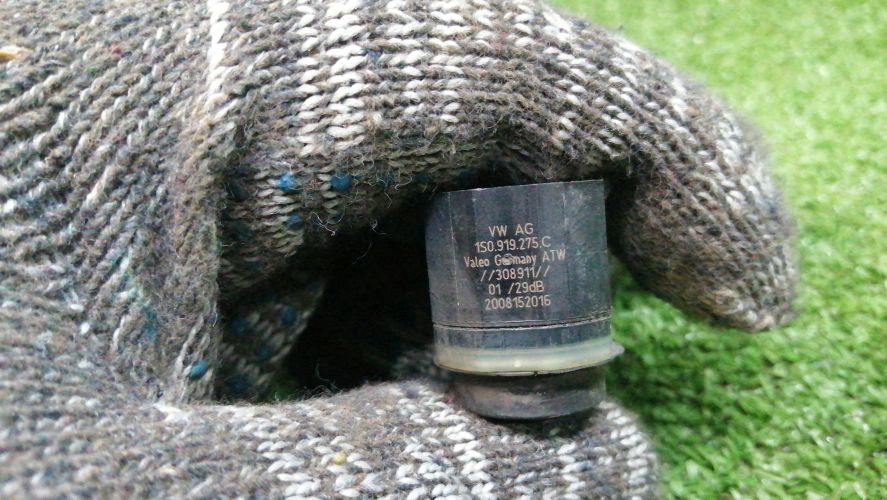 VW AG
1S0.919.275.C
Valeo Germany ATW
//308911//
01 /29dB
2008152016